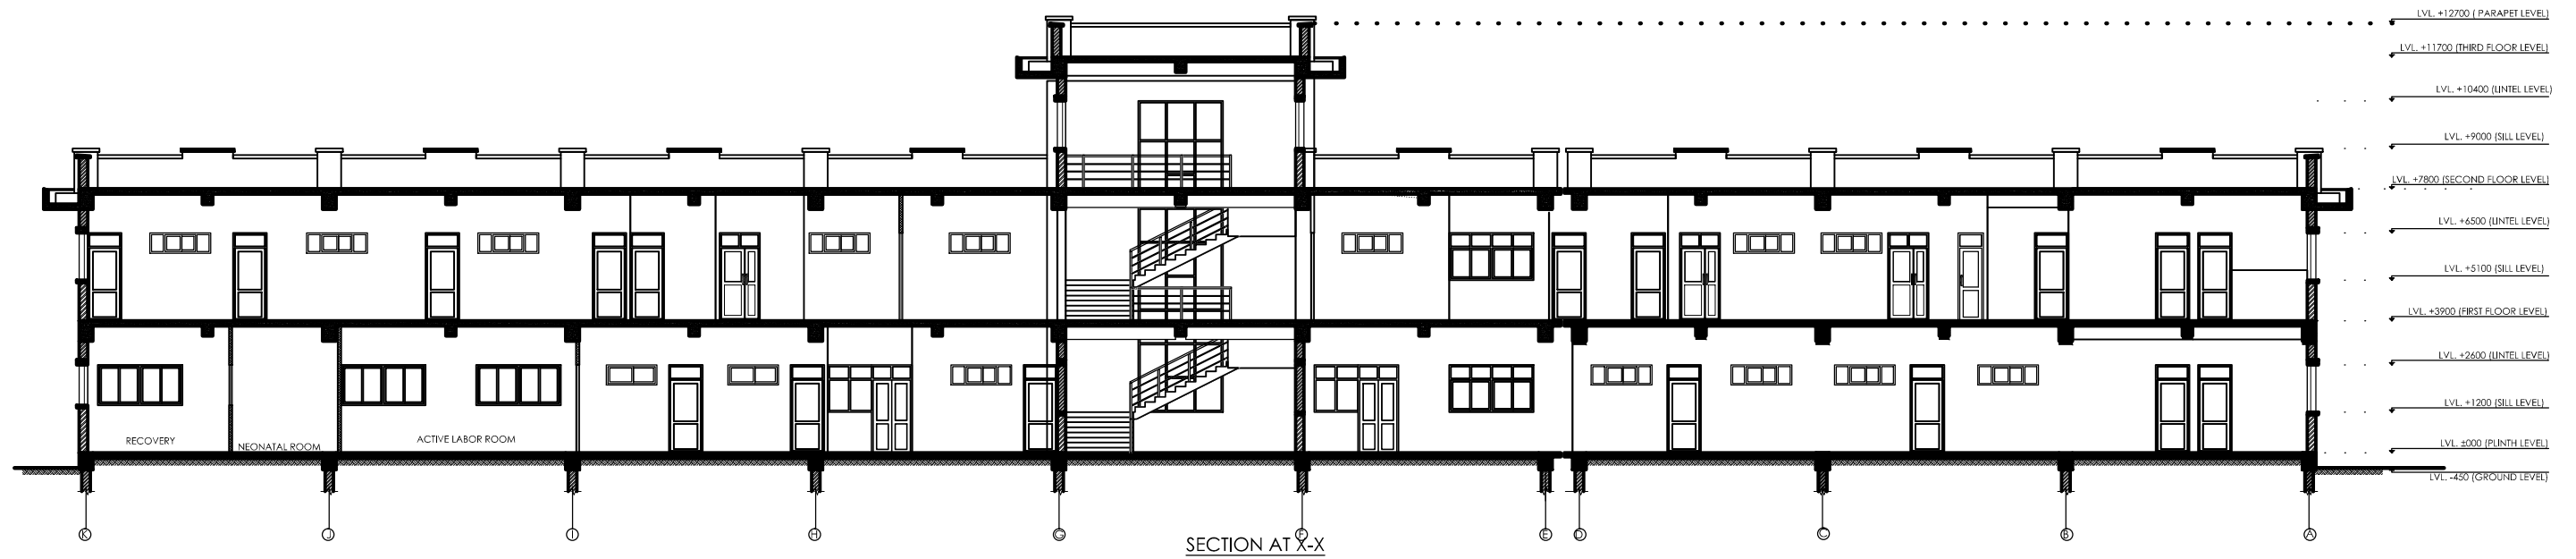 LVL. +12700 ( PARAPET LEVEL)
LVL. +11700 (THIRD FLOOR LEVEL)
LVL. +10400 (LINTEL LEVEL)
LVL. +9000 (SILL LEVEL)
LVL. +7800 (SECOND FLOOR LEVEL)
LVL. +6500 (LINTEL LEVEL)
LVL. +5100 (SILL LEVEL)
LVL. +3900 (FIRST FLOOR LEVEL)
LVL. +2600 (LINTEL LEVEL)
LVL. +1200 (SILL LEVEL)
RECOVERY
NEONATAL ROOM
ACTIVE LABOR ROOM
LVL. ±000 (PLINTH LEVEL)
LVL. -450 (GROUND LEVEL)
K J I H G F E D C B A
SECTION AT X-X